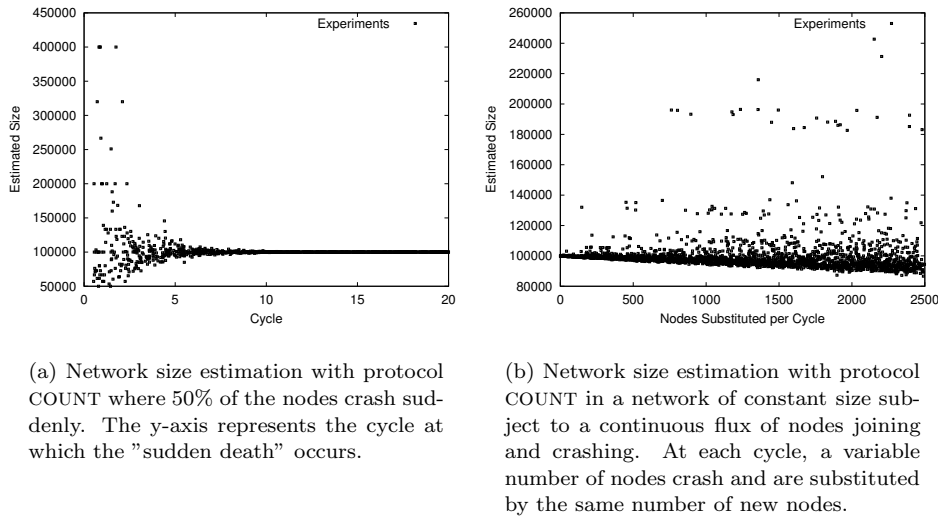 450000
400000
350000
300000
250000
200000
150000
100000
50000
0
5
10
15
20
Estimated Size
Cycle
Experiments
260000
240000
220000
200000
180000
160000
140000
120000
100000
80000
0
500
1000
1500
2000
2500
Estimated Size
Nodes Substituted per Cycle
Experiments
(a) Network size estimation with protocol
COUNT where 50% of the nodes crash sud-
denly. The y-axis represents the cycle at
which the ”sudden death” occurs.
(b) Network size estimation with protocol
COUNT in a network of constant size sub-
ject to a continuous flux of nodes joining
and crashing. At each cycle, a variable
number of nodes crash and are substituted
by the same number of new nodes.